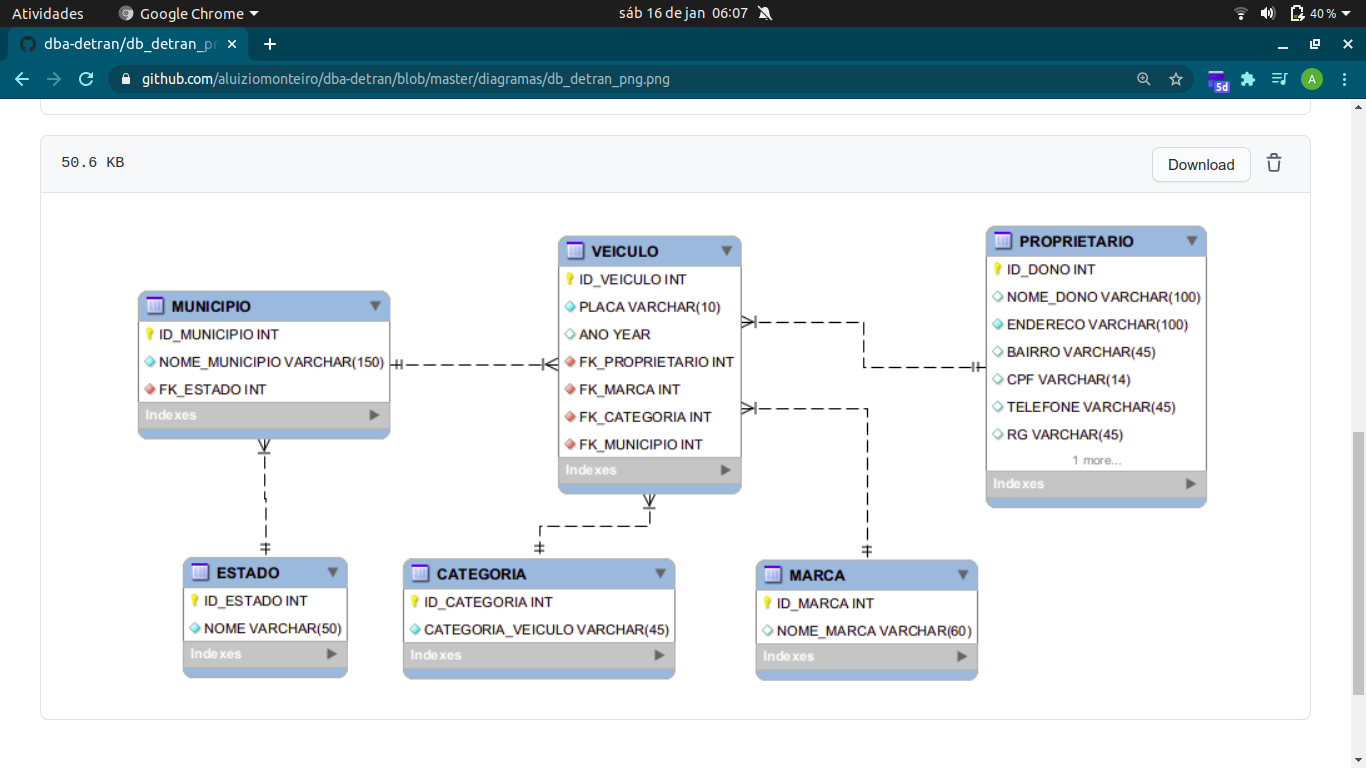 Atividades
Google Chrome
sáb 16 de jan 06:07
40 %
dba-detran/db_detran_pr
github.com/aluiziomonteiro/dba-detran/blob/master/diagramas/db_detran_png.png
5d
A
50.6 KB
Download
MUNICIPIO
ID_MUNICIPIO INT
NOME_MUNICIPIO VARCHAR(150)
FK_ESTADO INT
Indexes
VEICULO
ID_VEICULO INT
PLACA VARCHAR(10)
ANO YEAR
FK_PROPRIETARIO INT
FK_MARCA INT
FK_CATEGORIA INT
FK_MUNICIPIO INT
Indexes
PROPRIETARIO
ID_DONO INT
NOME_DONO VARCHAR(100)
ENDERECO VARCHAR(100)
BAIRRO VARCHAR(45)
CPF VARCHAR(14)
TELEFONE VARCHAR(45)
RG VARCHAR(45)
1 more...
Indexes
ESTADO
ID_ESTADO INT
NOME VARCHAR(50)
Indexes
CATEGORIA
ID_CATEGORIA INT
CATEGORIA_VEICULO VARCHAR(45)
Indexes
MARCA
ID_MARCA INT
NOME_MARCA VARCHAR(60)
Indexes